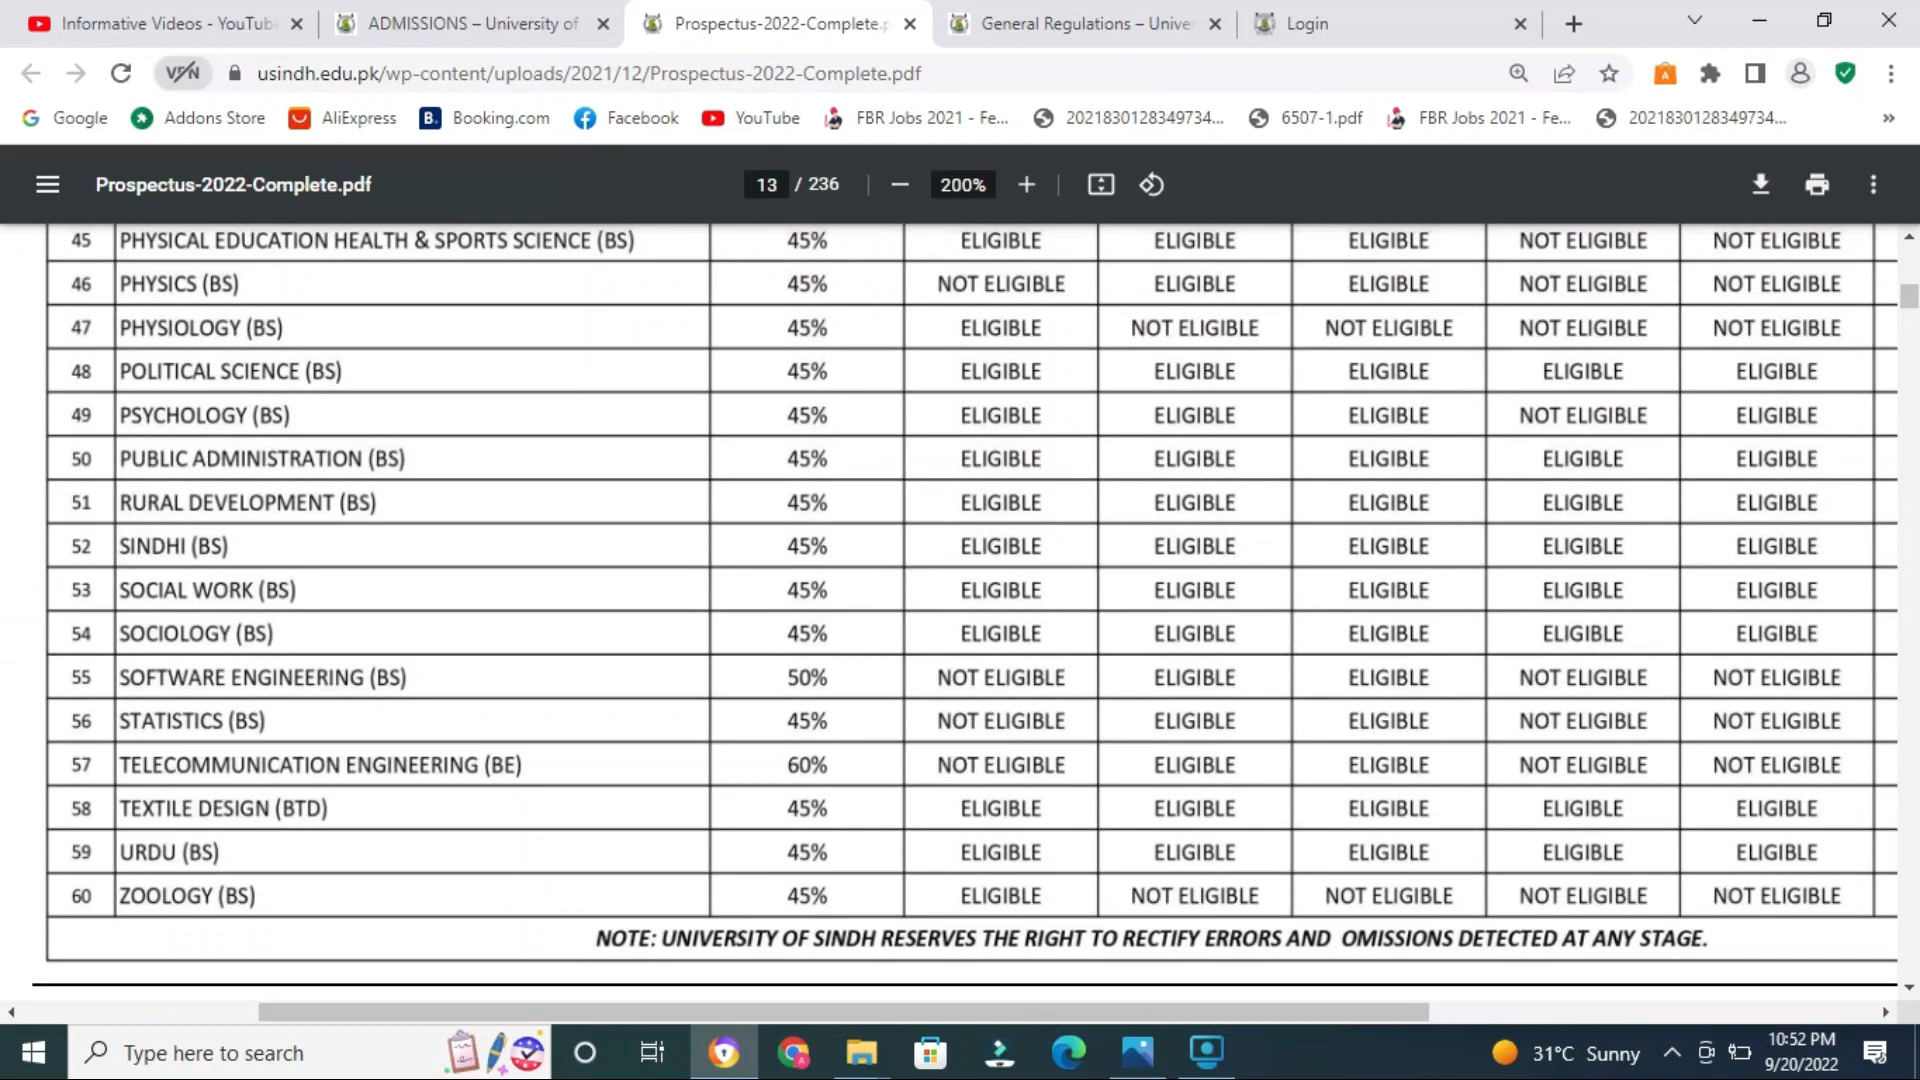 Informative Videos - YouTube
ADMISSIONS – University of
Prospectus-2022-Complete.p
General Regulations – Unive
Login
VPN
usindh.edu.pk/wp-content/uploads/2021/12/Prospectus-2022-Complete.pdf
Google
Addons Store
AliExpress
B.
Booking.com
Facebook
YouTube
FBR Jobs 2021 - Fe...
2021830128349734...
6507-1.pdf
FBR Jobs 2021 - Fe...
2021830128349734...
»
Prospectus-2022-Complete.pdf
13 / 236
200%
45 PHYSICAL EDUCATION HEALTH & SPORTS SCIENCE (BS) 45% ELIGIBLE ELIGIBLE ELIGIBLE NOT ELIGIBLE NOT ELIGIBLE
46 PHYSICS (BS) 45% NOT ELIGIBLE ELIGIBLE ELIGIBLE NOT ELIGIBLE NOT ELIGIBLE
47 PHYSIOLOGY (BS) 45% ELIGIBLE NOT ELIGIBLE NOT ELIGIBLE NOT ELIGIBLE NOT ELIGIBLE
48 POLITICAL SCIENCE (BS) 45% ELIGIBLE ELIGIBLE ELIGIBLE ELIGIBLE ELIGIBLE
49 PSYCHOLOGY (BS) 45% ELIGIBLE ELIGIBLE ELIGIBLE NOT ELIGIBLE ELIGIBLE
50 PUBLIC ADMINISTRATION (BS) 45% ELIGIBLE ELIGIBLE ELIGIBLE ELIGIBLE ELIGIBLE
51 RURAL DEVELOPMENT (BS) 45% ELIGIBLE ELIGIBLE ELIGIBLE ELIGIBLE ELIGIBLE
52 SINDHI (BS) 45% ELIGIBLE ELIGIBLE ELIGIBLE ELIGIBLE ELIGIBLE
53 SOCIAL WORK (BS) 45% ELIGIBLE ELIGIBLE ELIGIBLE ELIGIBLE ELIGIBLE
54 SOCIOLOGY (BS) 45% ELIGIBLE ELIGIBLE ELIGIBLE ELIGIBLE ELIGIBLE
55 SOFTWARE ENGINEERING (BS) 50% NOT ELIGIBLE ELIGIBLE ELIGIBLE NOT ELIGIBLE NOT ELIGIBLE
56 STATISTICS (BS) 45% NOT ELIGIBLE ELIGIBLE ELIGIBLE NOT ELIGIBLE NOT ELIGIBLE
57 TELECOMMUNICATION ENGINEERING (BE) 60% NOT ELIGIBLE ELIGIBLE ELIGIBLE NOT ELIGIBLE NOT ELIGIBLE
58 TEXTILE DESIGN (BTD) 45% ELIGIBLE ELIGIBLE ELIGIBLE ELIGIBLE ELIGIBLE
59 URDU (BS) 45% ELIGIBLE ELIGIBLE ELIGIBLE ELIGIBLE ELIGIBLE
60 ZOOLOGY (BS) 45% ELIGIBLE NOT ELIGIBLE NOT ELIGIBLE NOT ELIGIBLE NOT ELIGIBLE
NOTE: UNIVERSITY OF SINDH RESERVES THE RIGHT TO RECTIFY ERRORS AND OMISSIONS DETECTED AT ANY STAGE.
Type here to search
31°C Sunny
10:52 PM
9/20/2022